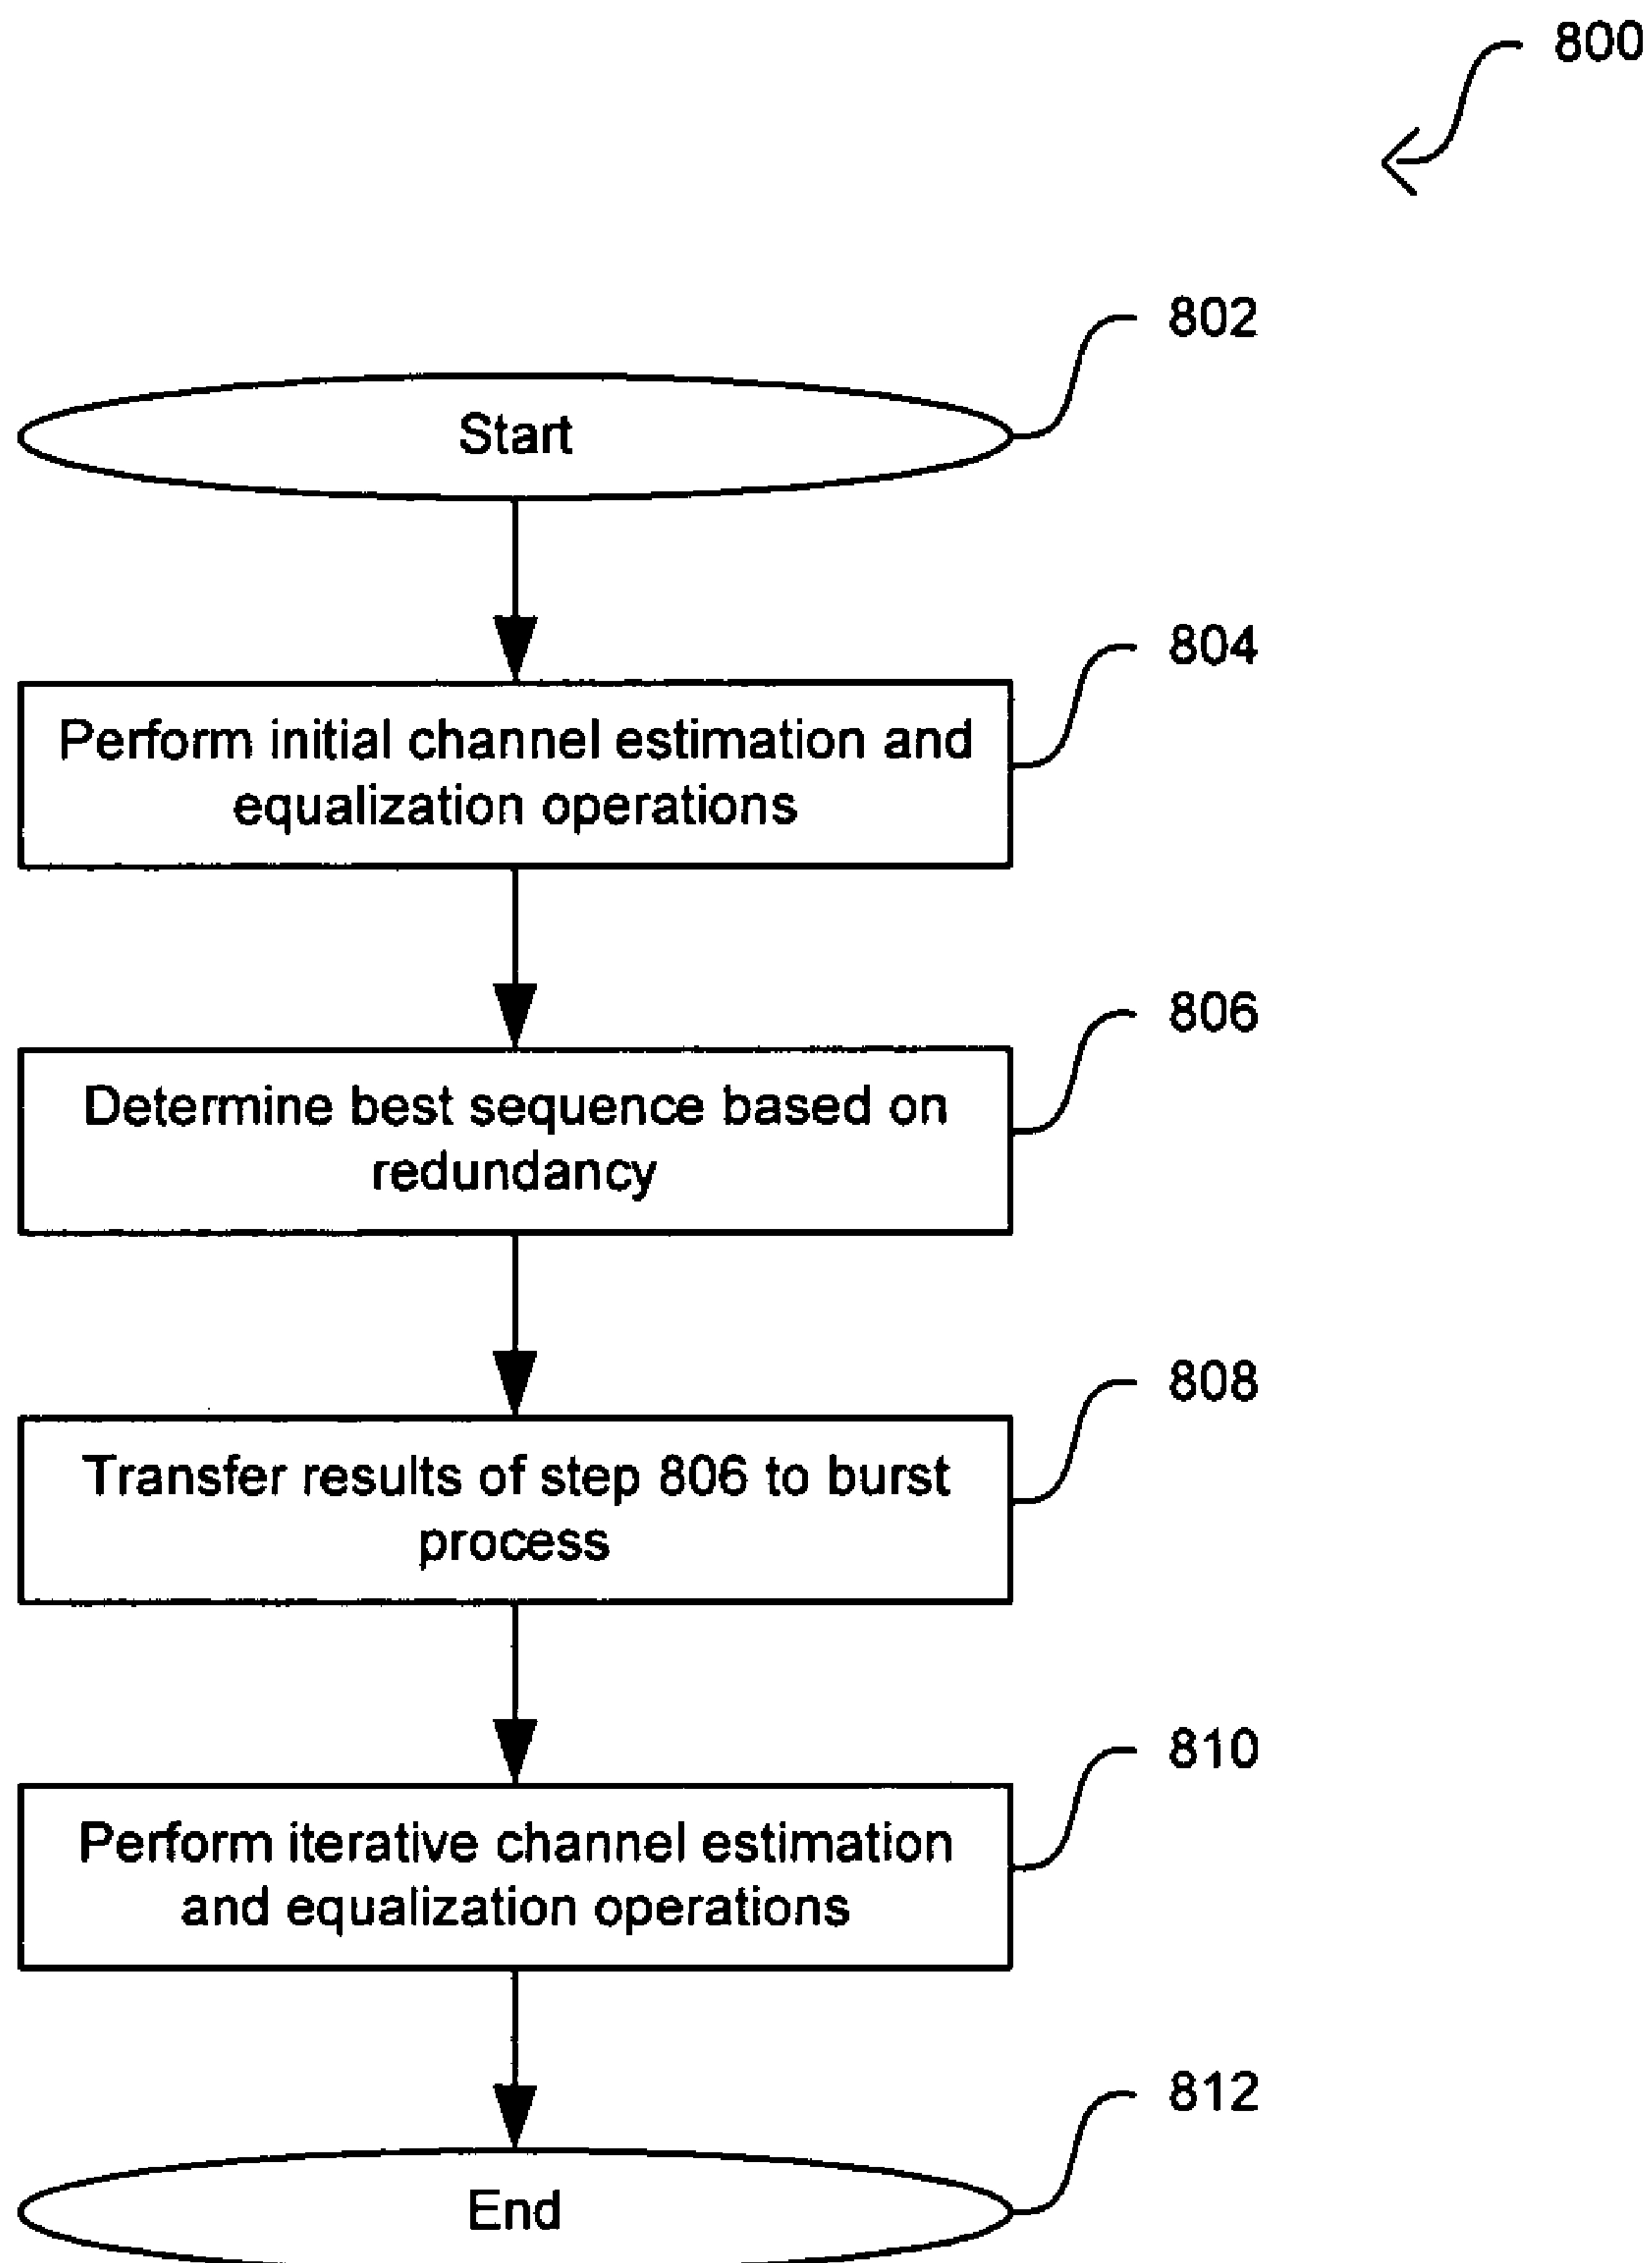 800
802
Start
804
Perform initial channel estimation and
equalization operations
806
Determine best sequence based on
redundancy
808
Transfer results of step 806 to burst
process
810
Perform iterative channel estimation
and equalization operations
812
End